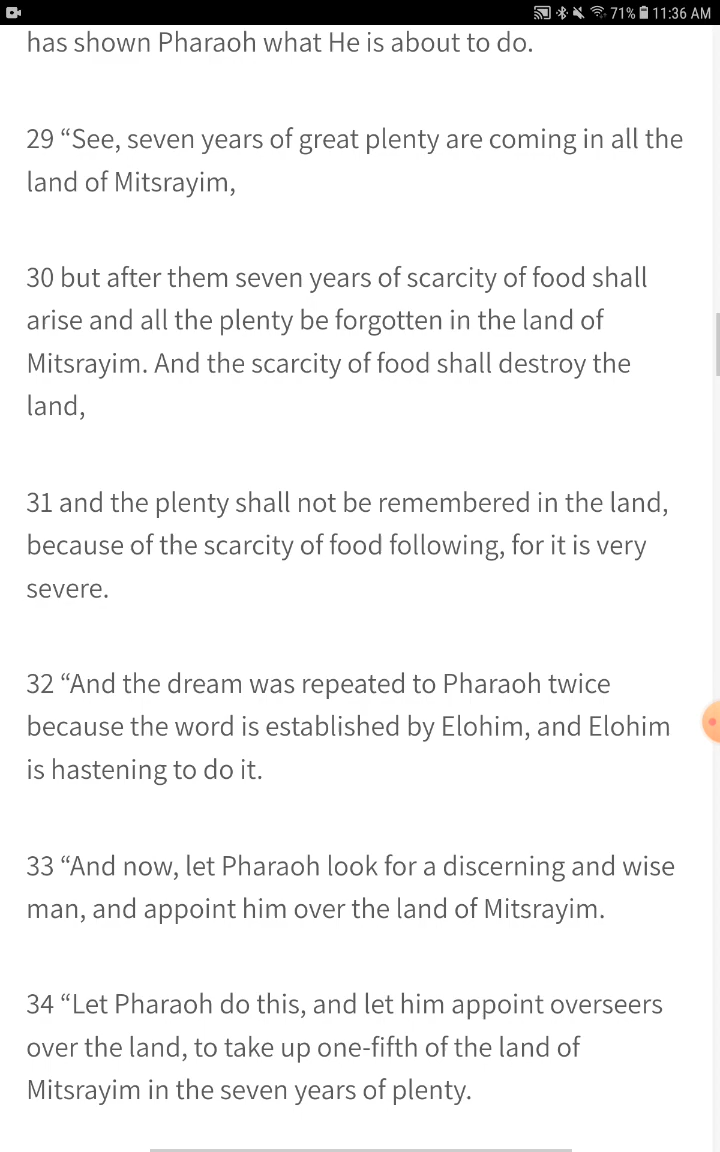 71% 11:36 AM
has shown Pharaoh what He is about to do.
29 “See, seven years of great plenty are coming in all the
land of Mitsrayim,
30 but after them seven years of scarcity of food shall
arise and all the plenty be forgotten in the land of
Mitsrayim. And the scarcity of food shall destroy the
land,
31 and the plenty shall not be remembered in the land,
because of the scarcity of food following, for it is very
severe.
32 “And the dream was repeated to Pharaoh twice
because the word is established by Elohim, and Elohim
is hastening to do it.
33 “And now, let Pharaoh look for a discerning and wise
man, and appoint him over the land of Mitsrayim.
34 “Let Pharaoh do this, and let him appoint overseers
over the land, to take up one-fifth of the land of
Mitsrayim in the seven years of plenty.